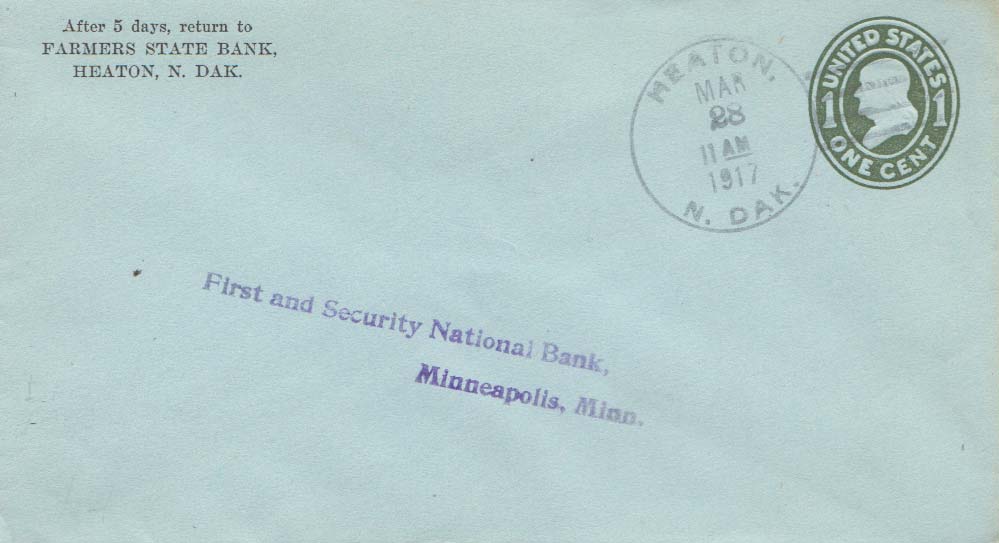 After 5 days, return to
FARMERS STATE BANK,
HEATON, N. DAK.
HEATON,
MAR
28
11 AM
1917
N. DAK.
UNITED STATES
1 1
ONE CENT
First and Security National Bank,
Minneapolis, Minn.